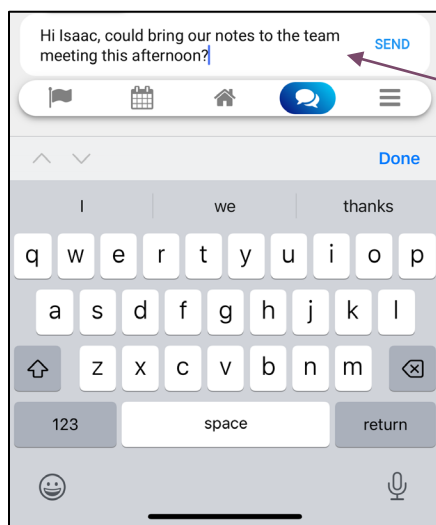 Hi Isaac, could bring our notes to the team
meeting this afternoon?
SEND
Done
I we thanks
q w e r t y u i o p
a s d f g h j k l
z x c v b n m
123 space return